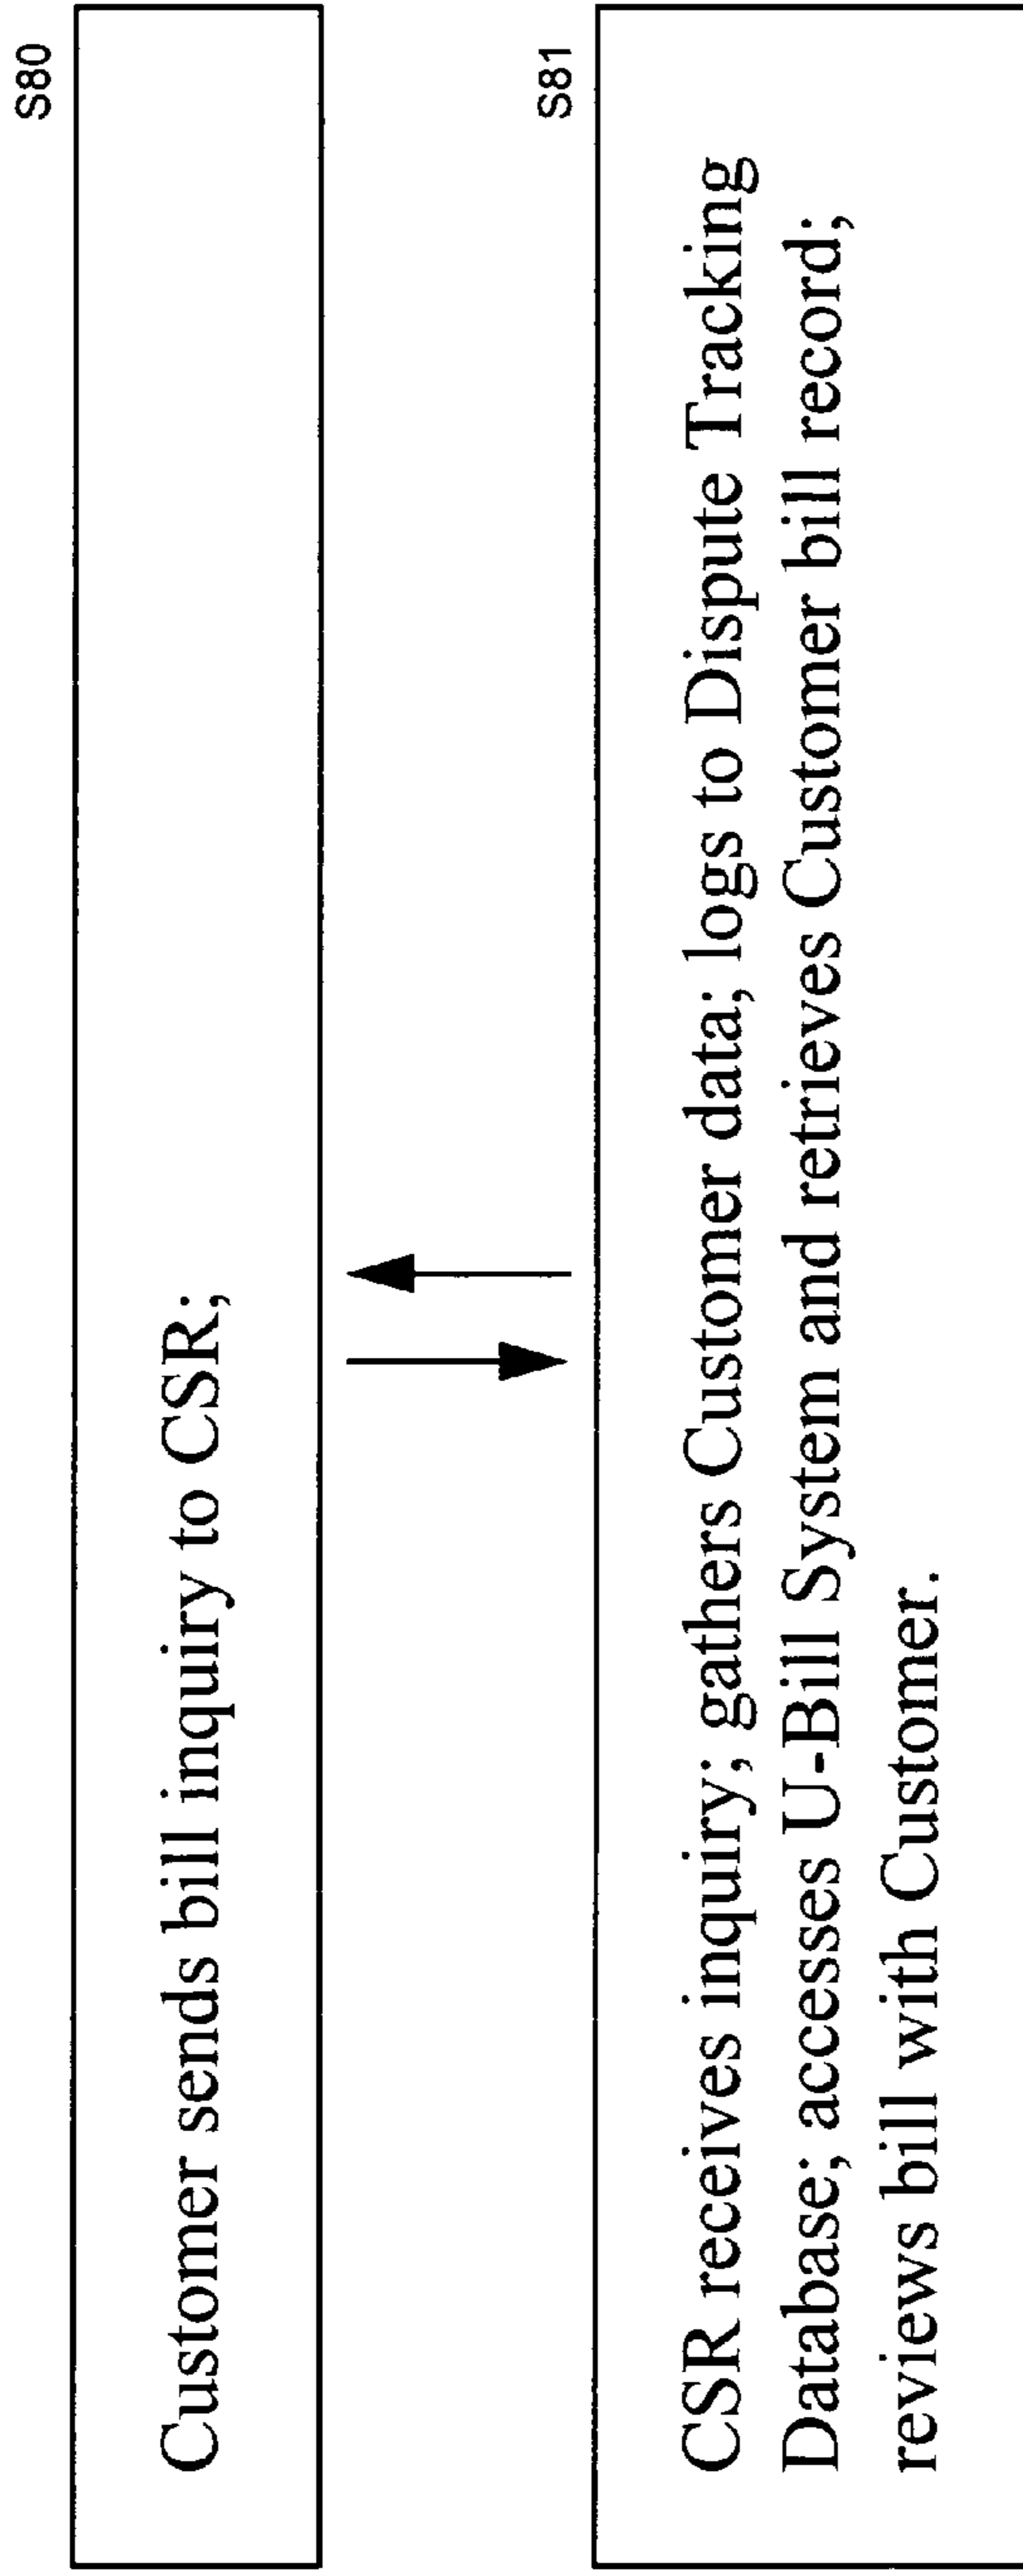 S80
Customer sends bill inquiry to CSR;
S81
CSR receives inquiry; gathers Customer data; logs to Dispute Tracking
Database; accesses U-Bill System and retrieves Customer bill record;
reviews bill with Customer.